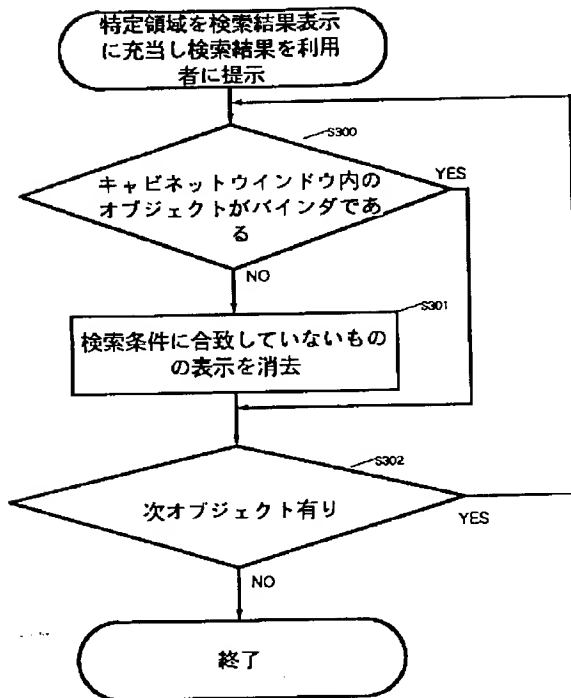 特定領域を検索結果表示
に充当し検索結果を利用
者に提示
S300
キャビネットウインドウ内の
オブジェクトがバインダであ
る
YES
NO
S301
検索条件に合致していないもの
の表示を消去
S302
次オブジェクト有り
YES
NO
終了